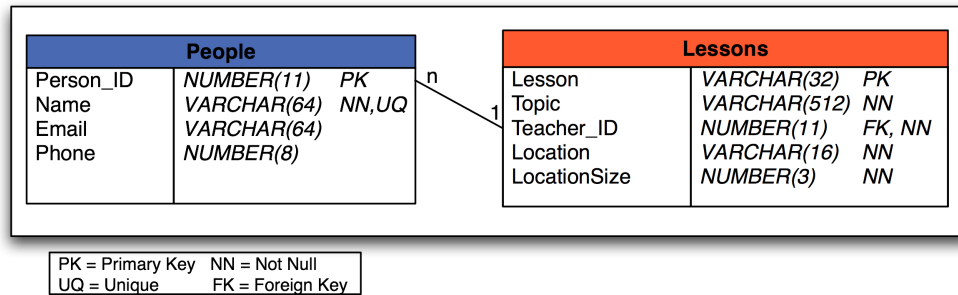 People
Person_ID NUMBER(11) PK
Name VARCHAR(64) NN,UQ
Email VARCHAR(64)
Phone NUMBER(8)
n
1
Lessons
Lesson VARCHAR(32) PK
Topic VARCHAR(512) NN
Teacher_ID NUMBER(11) FK, NN
Location VARCHAR(16) NN
LocationSize NUMBER(3) NN
PK = Primary Key NN = Not Null
UQ = Unique FK = Foreign Key